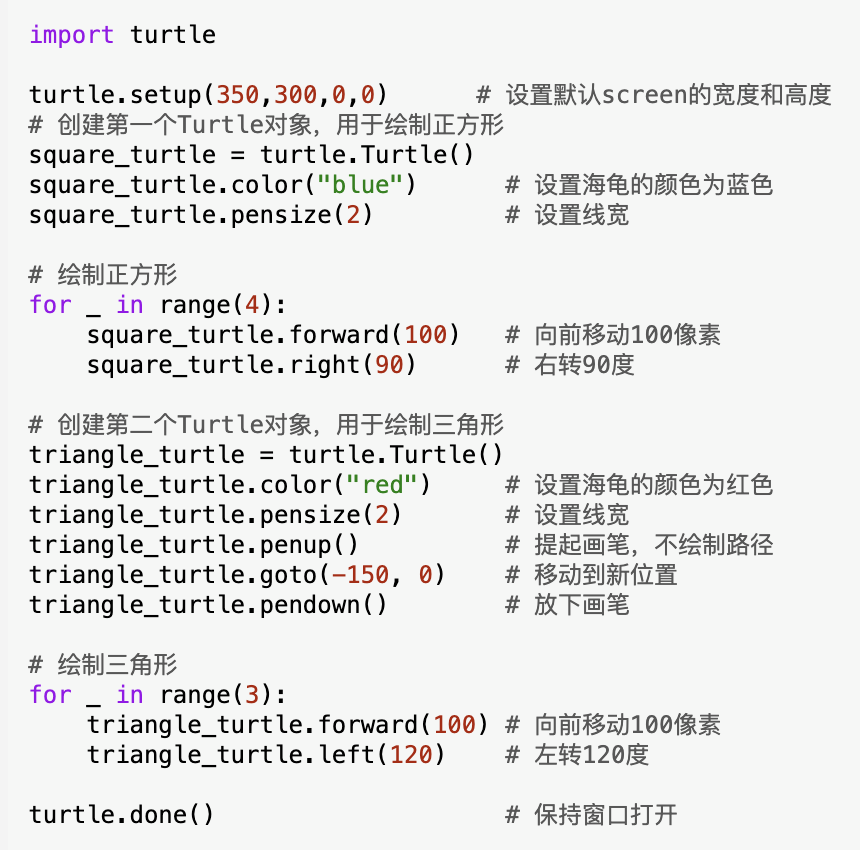 import turtle
turtle.setup(350,300,0,0)      # 设置默认screen的宽度和高度
# 创建第一个Turtle对象，用于绘制正方形
square_turtle = turtle.Turtle()
square_turtle.color("blue")      # 设置海龟的颜色为蓝色
square_turtle.pensize(2)         # 设置线宽
# 绘制正方形
for _ in range(4):
    square_turtle.forward(100)   # 向前移动100像素
    square_turtle.right(90)      # 右转90度
# 创建第二个Turtle对象，用于绘制三角形
triangle_turtle = turtle.Turtle()
triangle_turtle.color("red")     # 设置海龟的颜色为红色
triangle_turtle.pensize(2)       # 设置线宽
triangle_turtle.penup()          # 提起画笔，不绘制路径
triangle_turtle.goto(-150, 0)    # 移动到新位置
triangle_turtle.pendown()        # 放下画笔
# 绘制三角形
for _ in range(3):
    triangle_turtle.forward(100) # 向前移动100像素
    triangle_turtle.left(120)    # 左转120度
turtle.done()                    # 保持窗口打开